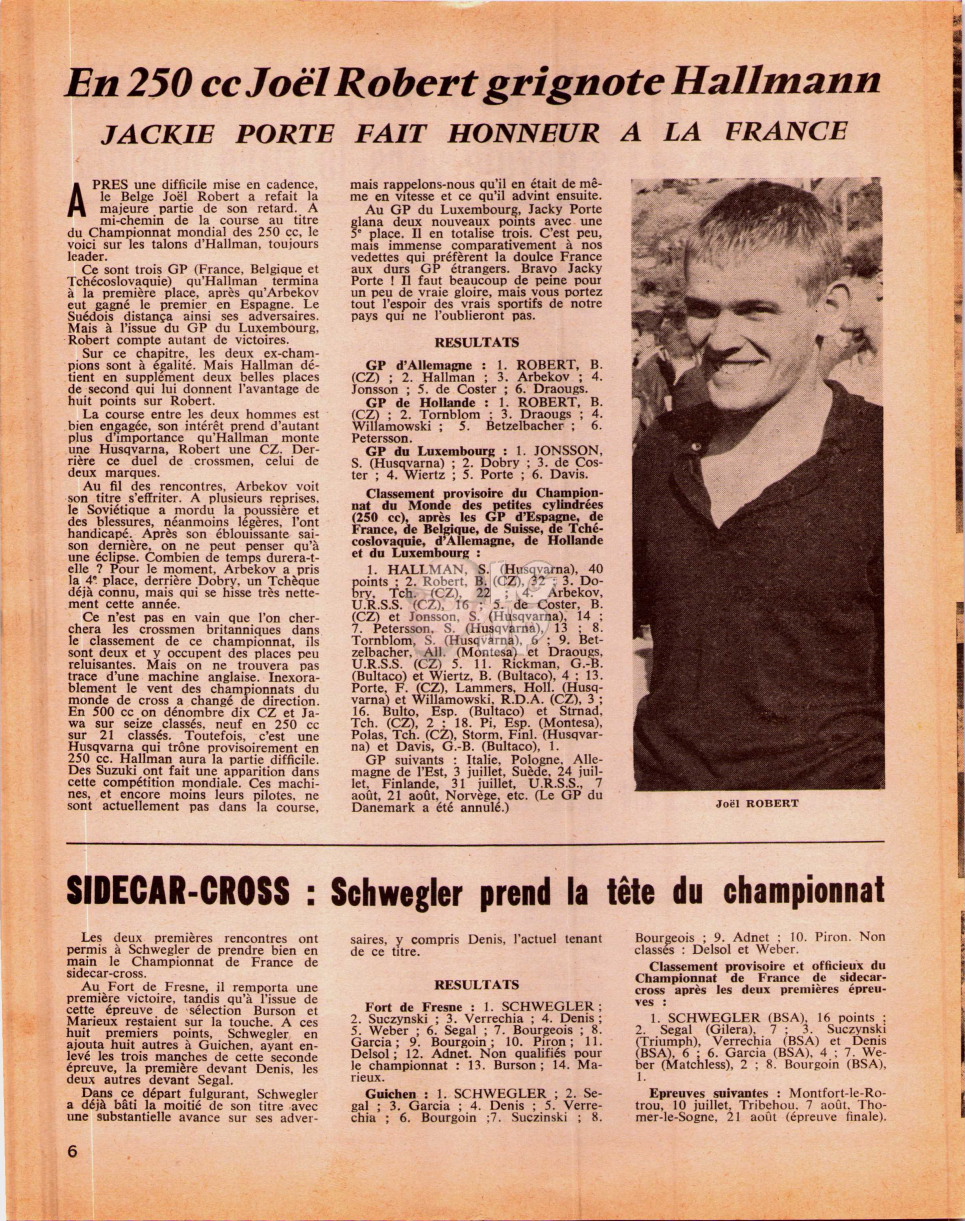 En 250 cc Joël Robert grignote Hallmann
JACKIE PORTE FAIT HONNEUR A LA FRANCE
APRES une difficile mise en cadence,
le Belge Joël Robert a refait la
majeure partie de son retard. A
mi-chemin de la course au titre
du Championnat mondial des 250 cc, le
voici sur les talons d'Hallman, toujours
leader.
Ce sont trois GP (France, Belgique et
Tchécoslovaquie) qu'Hallman termina
à la première place, après qu'Arbekov
eut gagné le premier en Espagne. Le
Suédois distança ainsi ses adversaires.
Mais à l'issue du GP du Luxembourg,
Robert compte autant de victoires.
Sur ce chapitre, les deux ex-cham-
pions sont à égalité. Mais Hallman dé-
tient en supplément deux belles places
de second qui lui donnent l'avantage de
huit points sur Robert.
La course entre les deux hommes est
bien engagée, son intérêt prend d'autant
plus d'importance qu'Hallman monte
une Husqvarna, Robert une CZ. Der-
rière ce duel de crossmen, celui de
deux marques.
Au fil des rencontres, Arbekov voit
son titre s'effriter. A plusieurs reprises,
le Soviétique a mordu la poussière et
des blessures, néanmoins légères, l'ont
handicapé. Après son éblouissante sai-
son dernière, on ne peut penser qu'à
une éclipse. Combien de temps durera-t-
elle ? Pour le moment, Arbekov a pris
la 4e place, derrière Dobry, un Tchèque
déjà connu, mais qui se hisse très nette-
ment cette année.
Ce n'est pas en vain que l'on cher-
chera les crossmen britanniques dans
le classement de ce championnat, ils
sont deux et y occupent des places peu
reluisantes. Mais on ne trouvera pas
trace d'une machine anglaise. Inexora-
blement le vent des championnats du
monde de cross a changé de direction.
En 500 cc on dénombre dix CZ et Ja-
wa sur seize classés, neuf en 250 cc
sur 21 classés. Toutefois, c'est une
Husqvarna qui trône provisoirement en
250 cc. Hallman aura la partie difficile.
Des Suzuki ont fait une apparition dans
cette compétition mondiale. Ces machi-
nes, et encore moins leurs pilotes, ne
sont actuellement pas dans la course,
mais rappelons-nous qu'il en était de mê-
me en vitesse et ce qu'il advint ensuite.
Au GP du Luxembourg, Jacky Porte
glana deux nouveaux points avec une
5e place. Il en totalise trois. C'est peu,
mais immense comparativement à nos
vedettes qui préfèrent la doulce France
aux durs GP étrangers. Bravo Jacky
Porte ! Il faut beaucoup de peine pour
un peu de vraie gloire, mais vous portez
tout l'espoir des vrais sportifs de notre
pays qui ne l'oublieront pas.
RESULTATS
GP d'Allemagne : 1. ROBERT, B.
(CZ) ; 2. Hallman ; 3. Arbekov ; 4.
Jonsson ; 5. de Coster ; 6. Draougs.
GP de Hollande : 1. ROBERT, B.
(CZ) ; 2. Tornblom ; 3. Draougs ; 4.
Willamowski ; 5. Betzelbacher ; 6.
Petersson.
GP du Luxembourg : 1. JONSSON,
S. (Husqvarna) ; 2. Dobry ; 3. de Cos-
ter ; 4. Wiertz ; 5. Porte ; 6. Davis.
Classement provisoire du Champion-
nat du Monde des petites cylindrées
(250 cc), après les GP d'Espagne, de
France, de Belgique, de Suisse, de Tché-
coslovaquie, d'Allemagne, de Hollande
et du Luxembourg :
1. HALLMAN, S. (Husqvarna), 40
points ; 2. Robert, B. (CZ), 32 ; 3. Do-
bry, Tch. (CZ), 22 ; 4. Arbekov,
U.R.S.S. (CZ), 16 ; 5. de Coster, B.
(CZ) et Jonsson, S. (Husqvarna), 14 ;
7. Petersson, S. (Husqvarna), 13 ; 8.
Tornblom, S. (Husqvarna), 6 ; 9. Bet-
zelbacher, All. (Montesa) et Draougs,
U.R.S.S. (CZ) 5. 11. Rickman, G.-B.
(Bultaco) et Wiertz, B. (Bultaco), 4 ; 13.
Porte, F. (CZ), Lammers, Holl. (Husq-
varna) et Willamowski, R.D.A. (CZ), 3 ;
16. Bulto, Esp. (Bultaco) et Strnad,
Tch. (CZ), 2 ; 18. Pi, Esp. (Montesa),
Polas, Tch. (CZ), Storm, Finl. (Husqvar-
na) et Davis, G.-B. (Bultaco), 1.
GP suivants : Italie, Pologne, Alle-
magne de l'Est, 3 juillet, Suède, 24 juil-
let, Finlande, 31 juillet, U.R.S.S., 7
août, 21 août, Norvège, etc. (Le GP du
Danemark a été annulé.)
Joël ROBERT
SIDECAR-CROSS : Schwegler prend la tête du championnat
Les deux premières rencontres ont
permis à Schwegler de prendre bien en
main le Championnat de France de
sidecar-cross.
Au Fort de Fresne, il remporta une
première victoire, tandis qu'à l'issue de
cette épreuve de sélection Burson et
Marieux restaient sur la touche. A ces
huit premiers points, Schwegler en
ajouta huit autres à Guichen, ayant en-
levé les trois manches de cette seconde
épreuve, la première devant Denis, les
deux autres devant Segal.
Dans ce départ fulgurant, Schwegler
a déjà bâti la moitié de son titre avec
une substantielle avance sur ses adver-
saires, y compris Denis, l'actuel tenant
de ce titre.
RESULTATS
Fort de Fresne : 1. SCHWEGLER ;
2. Suczynski ; 3. Verrechia ; 4. Denis ;
5. Weber ; 6. Segal ; 7. Bourgeois ; 8.
Garcia ; 9. Bourgoin ; 10. Piron ; 11.
Delsol ; 12. Adnet. Non qualifiés pour
le championnat : 13. Burson ; 14. Ma-
rieux.
Guichen : 1. SCHWEGLER ; 2. Se-
gal ; 3. Garcia ; 4. Denis ; 5. Verre-
chia ; 6. Bourgoin ;7. Suczinski ; 8.
Bourgeois ; 9. Adnet ; 10. Piron. Non
classés : Delsol et Weber.
Classement provisoire et officieux du
Championnat de France de sidecar-
cross après les deux premières épreu-
ves :
1. SCHWEGLER (BSA), 16 points ;
2. Segal (Gilera), 7 ; 3. Suczynski
(Triumph), Verrechia (BSA) et Denis
(BSA), 6 ; 6. Garcia (BSA), 4 ; 7. We-
ber (Matchless), 2 ; 8. Bourgoin (BSA),
1.
Epreuves suivantes : Montfort-le-Ro-
trou, 10 juillet, Tribehou. 7 août, Tho-
mer-le-Sogne, 21 août (épreuve finale).
6